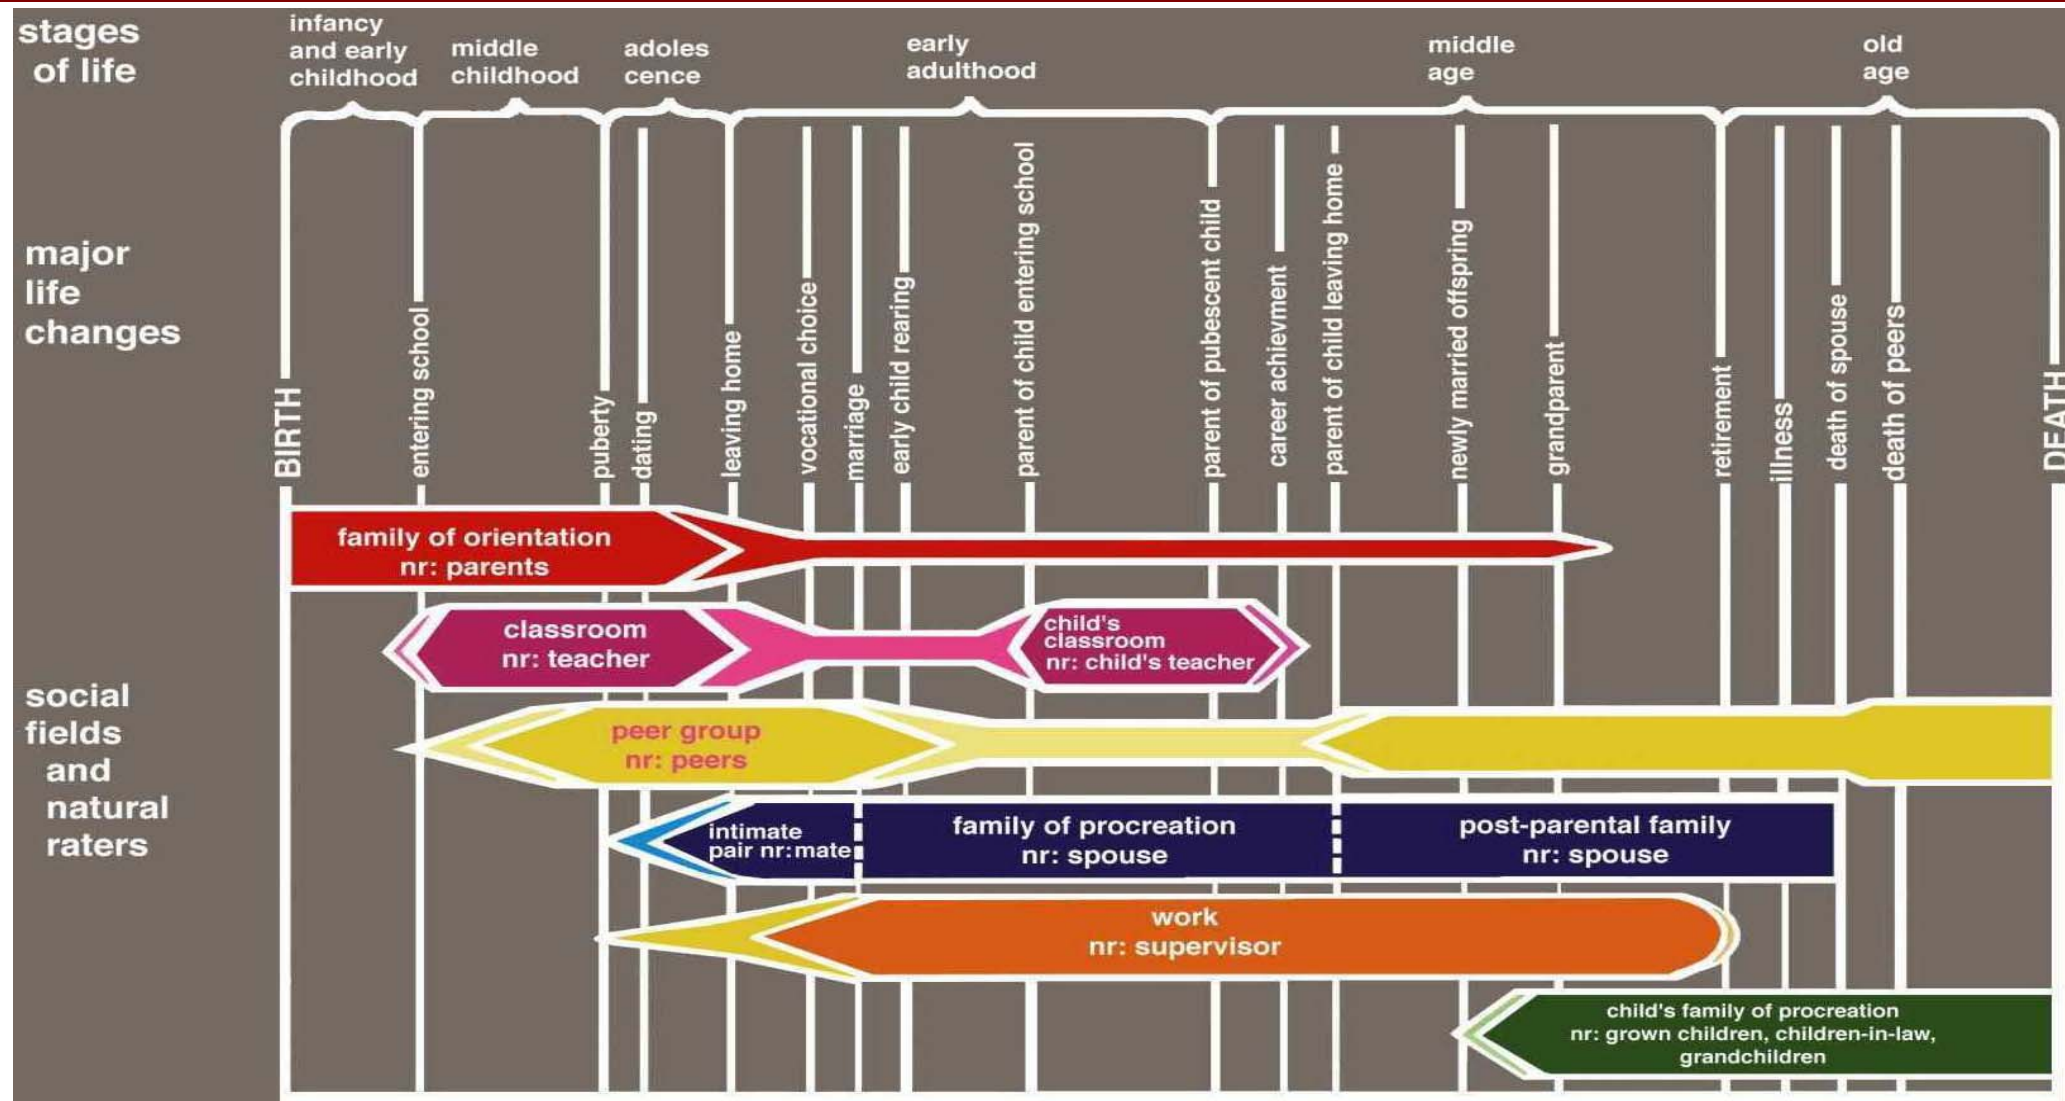 stages
of life
infancy
and early
childhood
middle
childhood
adoles
cence
early
adulthood
middle
age
old
age
major
life
changes
BIRTH
entering school
puberty
dating
leaving home
vocational choice
marriage
early child rearing
parent of child entering school
parent of pubescent child
career achievment
parent of child leaving home
newly married offspring
grandparent
retirement
illness
death of spouse
death of peers
DEATH
social
fields
and
natural
raters
family of orientation
nr: parents
classroom
nr: teacher
child's
classroom
nr: child's teacher
peer group
nr: peers
intimate
pair nr:mate
family of procreation
nr: spouse
post-parental family
nr: spouse
work
nr: supervisor
child's family of procreation
nr: grown children, children-in-law,
grandchildren